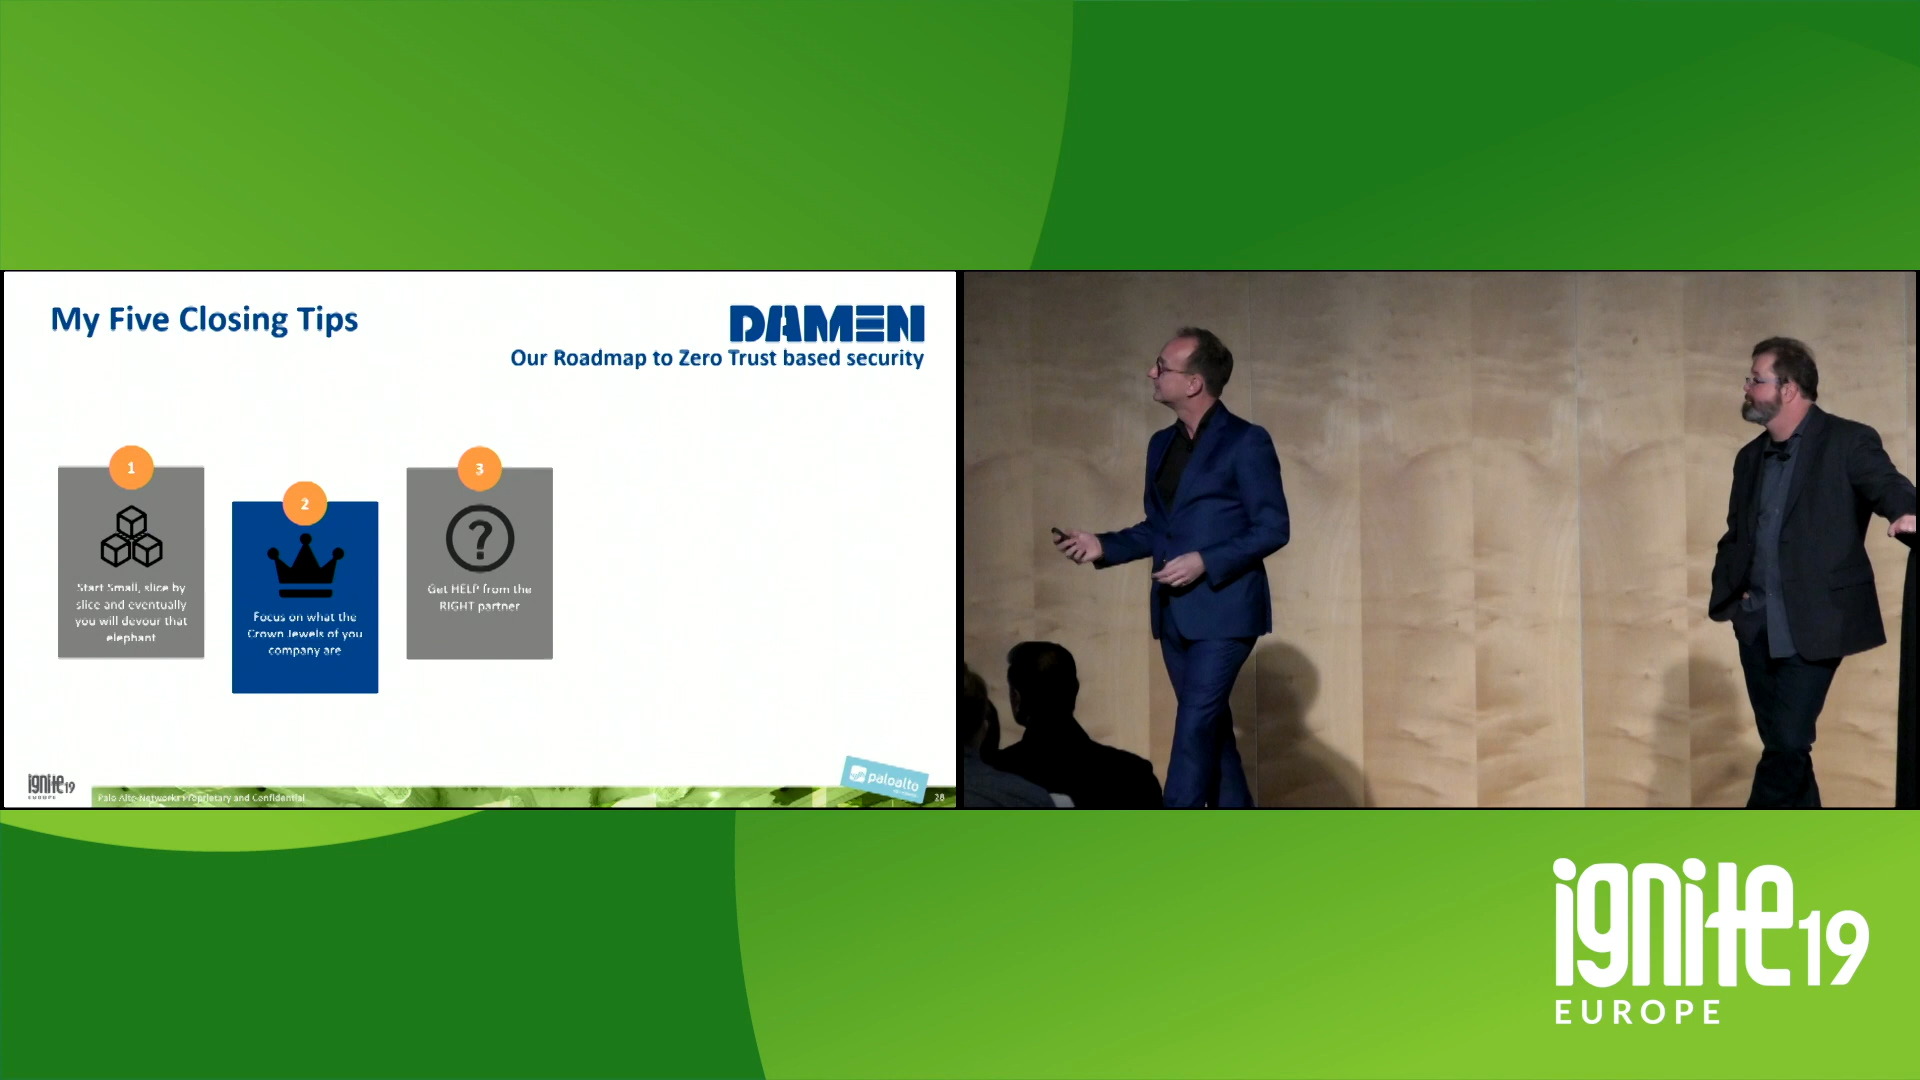 My Five Closing Tips
DAMEN
Our Roadmap to Zero Trust based security
1
Start Small, slice by
slice and eventually
you will devour that
elephant
2
Focus on what the
Crown Jewels of you
company are
3
Get HELP from the
RIGHT partner
ignite19
EUROPE
Palo Alto Networks Proprietary and Confidential
paloalto
28
ignite19
EUROPE